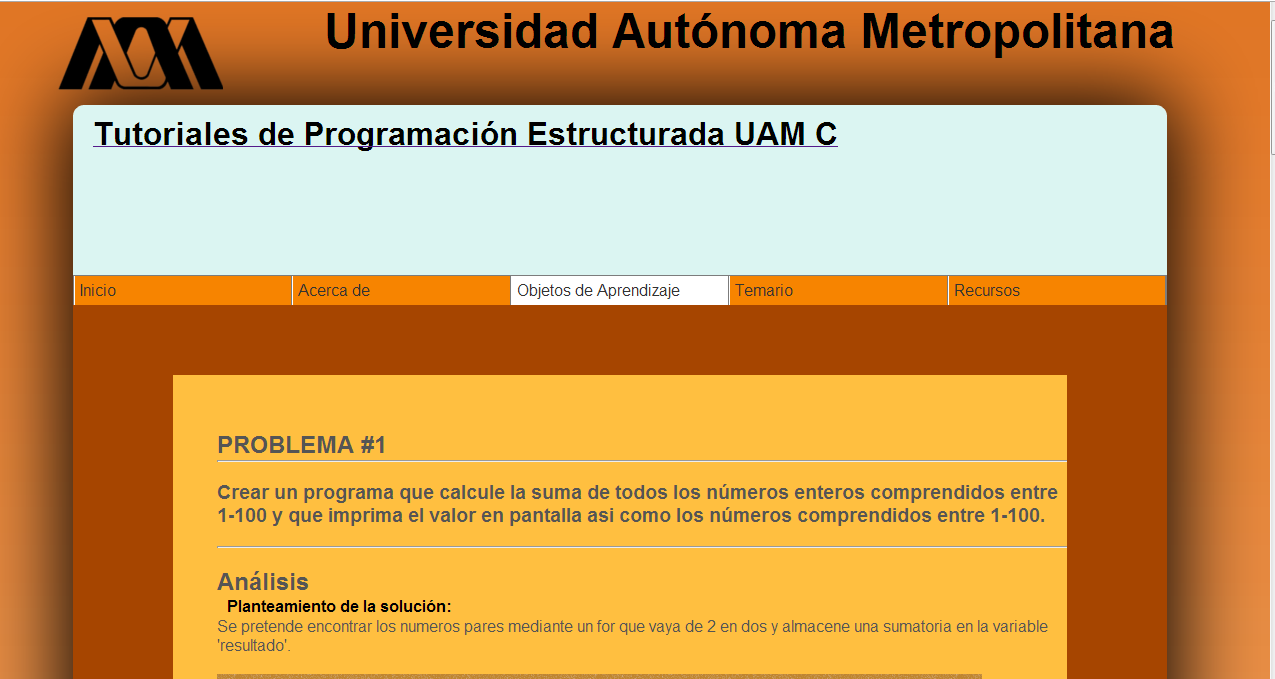 Universidad Autónoma Metropolitana
Tutoriales de Programación Estructurada UAM C
Inicio
Acerca de
Objetos de Aprendizaje
Temario
Recursos
PROBLEMA #1
Crear un programa que calcule la suma de todos los números enteros comprendidos entre
1-100 y que imprima el valor en pantalla asi como los números comprendidos entre 1-100.
Análisis
Planteamiento de la solución:
Se pretende encontrar los numeros pares mediante un for que vaya de 2 en dos y almacene una sumatoria en la variable
'resultado'.